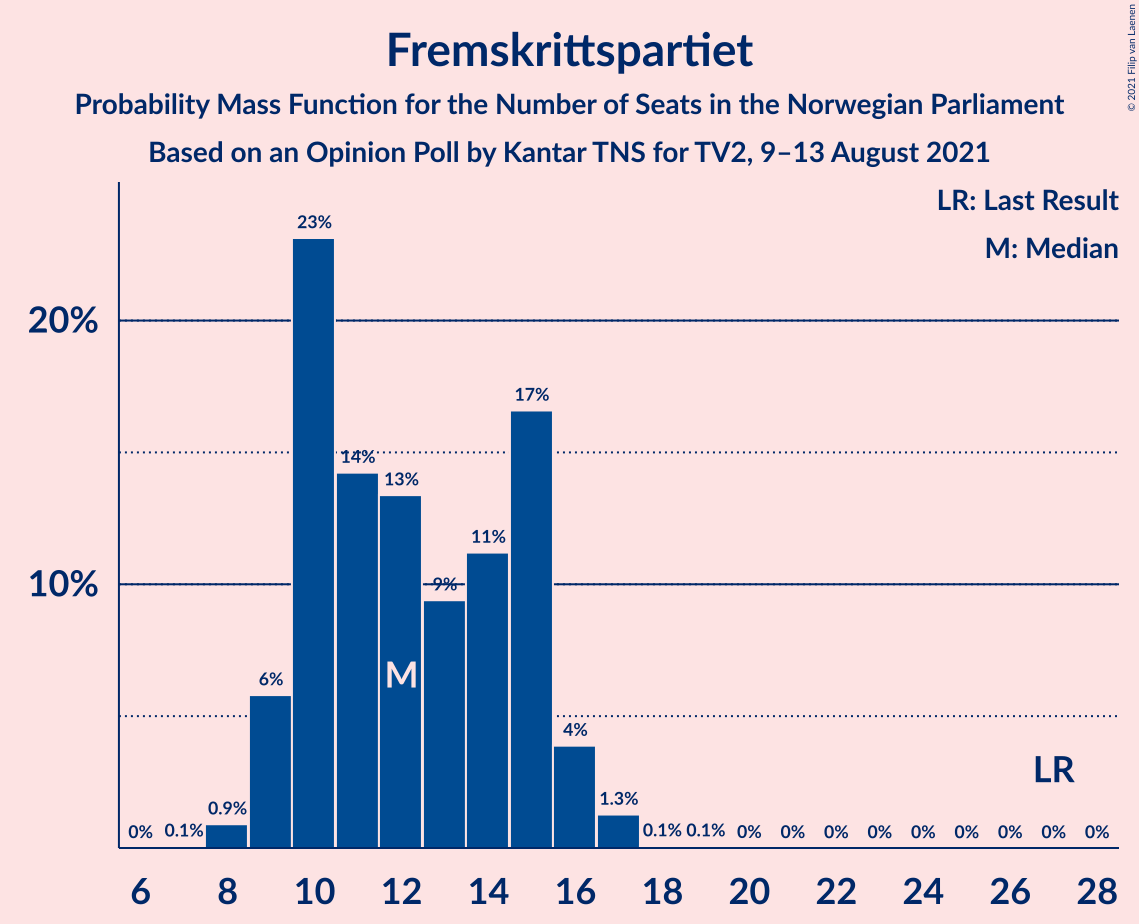 Fremskrittspartiet
Probability Mass Function for the Number of Seats in the Norwegian Parliament
Based on an Opinion Poll by Kantar TNS for TV2, 9–13 August 2021
© 2021 Filip van Laenen
LR: Last Result
M: Median
23%
20%
17%
14%
13%
11%
10%
9%
M
6%
4%
LR
0% 0.1% 0.9% 1.3% 0.1% 0.1% 0% 0% 0% 0% 0% 0% 0% 0% 0%
6 8 10 12 14 16 18 20 22 24 26 28